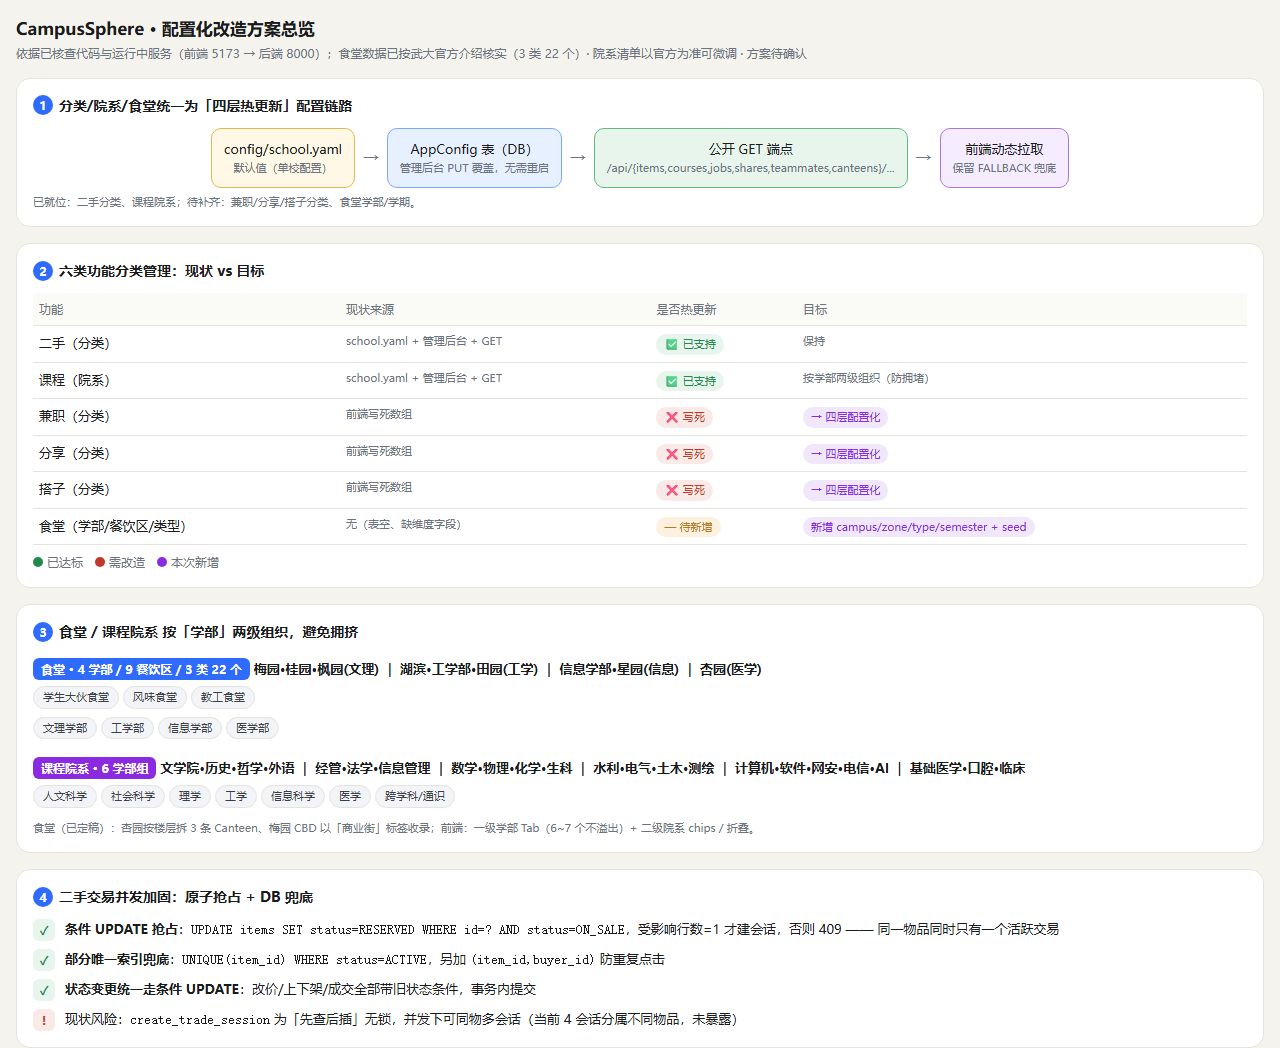 CampusSphere • 配置化改造方案总览
依据已核查代码与运行中服务（前端 5173 → 后端 8000）；食堂数据已按武大官方介绍核实（3 类 22 个）· 院系清单以官方为准可微调 · 方案待确认
1 分类/院系/食堂统一为「四层热更新」配置链路
config/school.yaml
默认值（单校配置）
→
AppConfig 表（DB）
管理后台 PUT 覆盖，无需重启
→
公开 GET 端点
/api/{items,courses,jobs,shares,teammates,canteens}/…
→
前端动态拉取
保留 FALLBACK 兜底
已就位：二手分类、课程院系；待补齐：兼职/分享/搭子分类、食堂学部/学期。
2 六类功能分类管理：现状 vs 目标
功能 现状来源 是否热更新 目标
二手（分类） school.yaml + 管理后台 + GET ✅ 已支持 保持
课程（院系） school.yaml + 管理后台 + GET ✅ 已支持 按学部两级组织（防拥堵）
兼职（分类） 前端写死数组 ❌ 写死 → 四层配置化
分享（分类） 前端写死数组 ❌ 写死 → 四层配置化
搭子（分类） 前端写死数组 ❌ 写死 → 四层配置化
食堂（学部/餐饮区/类型） 无（表空、缺维度字段） — 待新增 新增 campus/zone/type/semester + seed
已达标 需改造 本次新增
3 食堂 / 课程院系 按「学部」两级组织，避免拥挤
食堂 • 4 学部 / 9 餐饮区 / 3 类 22 个 梅园•桂园•枫园(文理) | 湖滨•工学部•田园(工学) | 信息学部•星园(信息) | 杏园(医学)
学生大伙食堂 风味食堂 教工食堂
文理学部 工学部 信息学部 医学部
课程院系 • 6 学部组 文学院•历史•哲学•外语 | 经管•法学•信息管理 | 数学•物理•化学•生科 | 水利•电气•土木•测绘 | 计算机•软件•网安•电信•AI | 基础医学•口腔•临床
人文科学 社会科学 理学 工学 信息科学 医学 跨学科/通识
食堂（已定稿）：杏园按楼层拆 3 条 Canteen、梅园 CBD 以「商业街」标签收录；前端：一级学部 Tab（6~7 个不溢出）+ 二级院系 chips / 折叠。
4 二手交易并发加固：原子抢占 + DB 兜底
✓ 条件 UPDATE 抢占：UPDATE items SET status=RESERVED WHERE id=? AND status=ON_SALE，受影响行数=1 才建会话，否则 409 —— 同一物品同时只有一个活跃交易
✓ 部分唯一索引兜底：UNIQUE(item_id) WHERE status=ACTIVE，另加 (item_id,buyer_id) 防重复点击
✓ 状态变更统一走条件 UPDATE：改价/上下架/成交全部带旧状态条件，事务内提交
! 现状风险：create_trade_session 为「先查后插」无锁，并发下可同物多会话（当前 4 会话分属不同物品，未暴露）